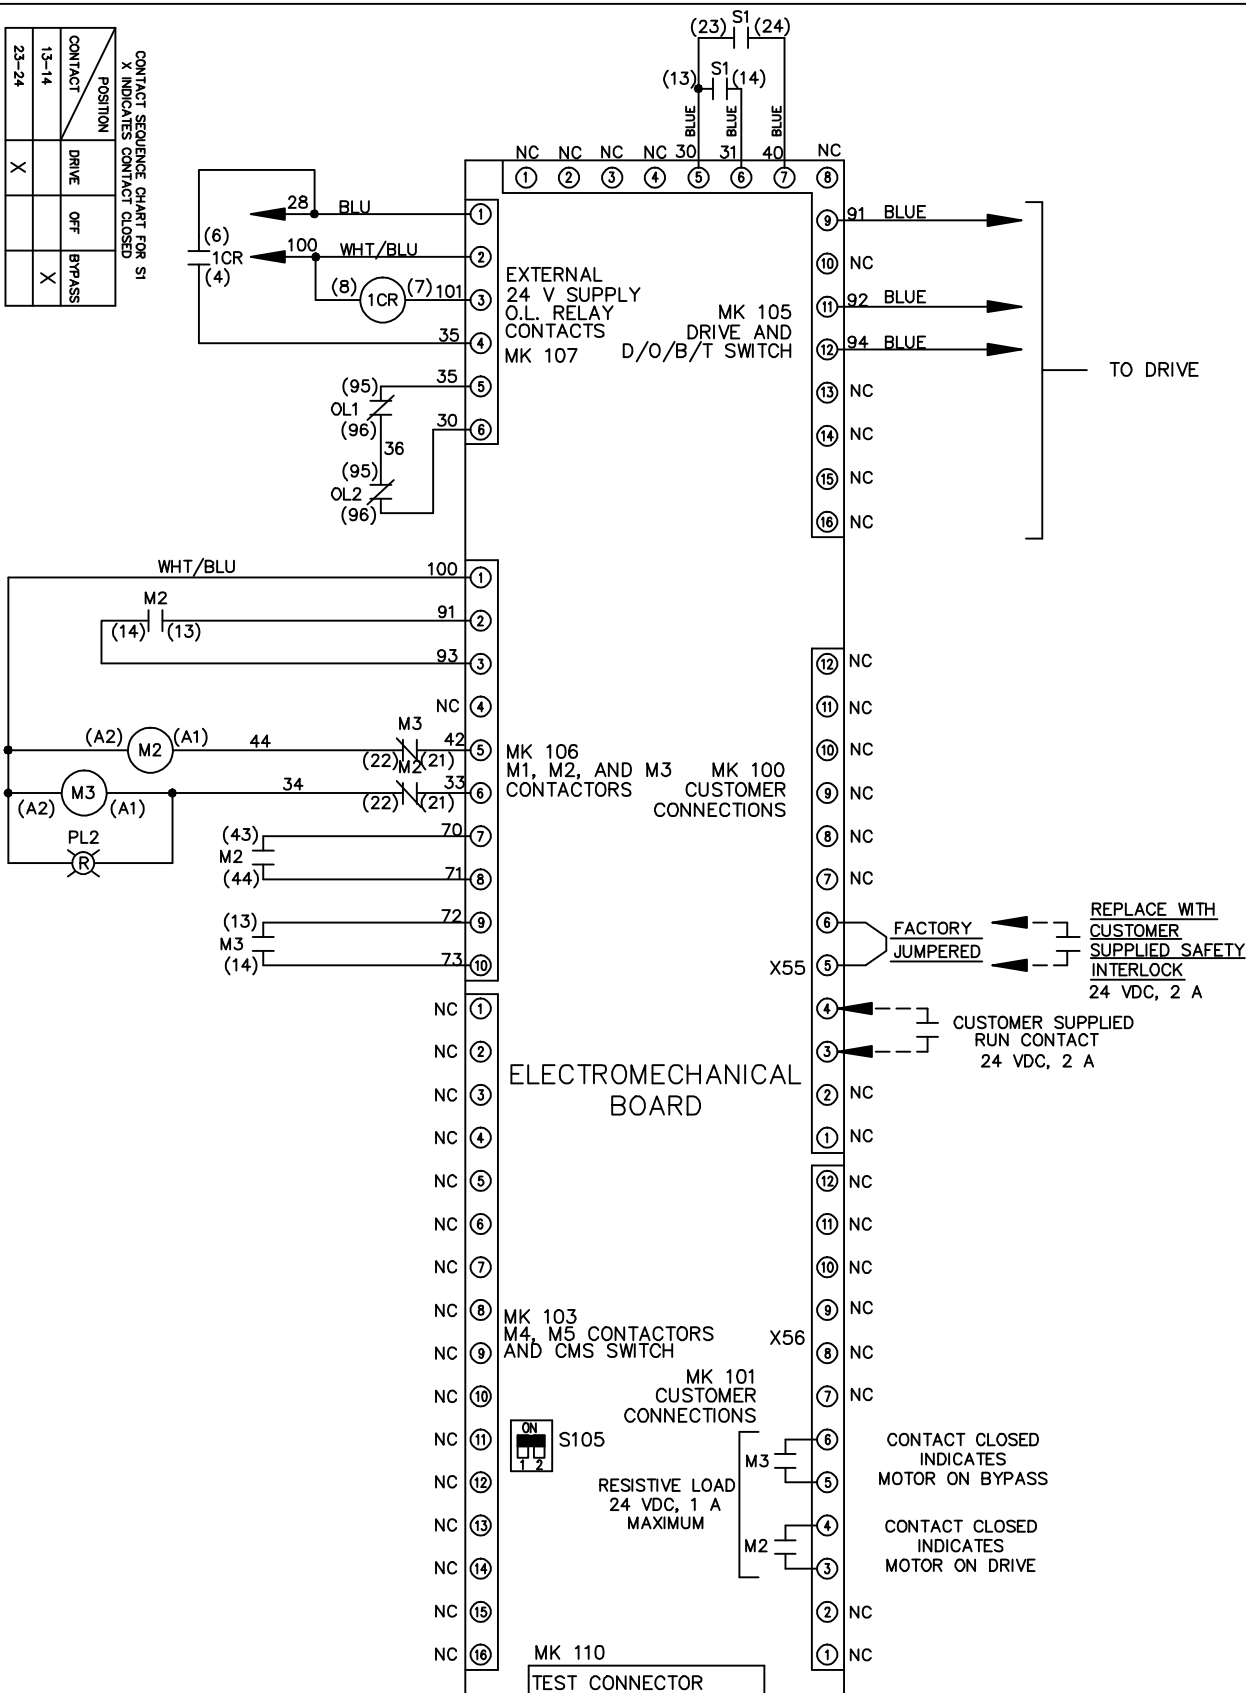 CONTACT SEQUENCE CHART FOR S1
X INDICATES CONTACT CLOSED
POSITION
CONTACT DRIVE OFF BYPASS
13-14 X
23-24 X
(23) S1 (24)
(13) S1 (14)
BLUE BLUE BLUE
NC NC NC NC 30 31 40 NC
1 2 3 4 5 6 7 8
28 BLU 1
100 WHT/BLU 2
(6) 1CR (4)
(8) 1CR (7) 101 3
35 4
(95) 35 5
OL1
(96) 30 6
36
(95)
OL2
(96)
EXTERNAL
24 V SUPPLY
O.L. RELAY
CONTACTS
MK 107
MK 105
DRIVE AND
D/O/B/T SWITCH
9 91 BLUE
10 NC
11 92 BLUE
12 94 BLUE
13 NC
14 NC
15 NC
16 NC
TO DRIVE
WHT/BLU 100 1
M2
(14) (13) 91 2
93 3
NC 4
(A2) M2 (A1) 44 M3 (22) (21) 42 5
(A2) M3 (A1) 34 M2 (22) (21) 33 6
PL2
R
(43) 70 7
M2
(44) 71 8
(13) 72 9
M3
(14) 73 10
MK 106
M1, M2, AND M3
CONTACTORS
MK 100
CUSTOMER
CONNECTIONS
12 NC
11 NC
10 NC
9 NC
8 NC
7 NC
6
X55 5
4
3
2 NC
1 NC
FACTORY
JUMPERED
REPLACE WITH
CUSTOMER
SUPPLIED SAFETY
INTERLOCK
24 VDC, 2 A
CUSTOMER SUPPLIED
RUN CONTACT
24 VDC, 2 A
ELECTROMECHANICAL
BOARD
NC 1
NC 2
NC 3
NC 4
NC 5
NC 6
NC 7
NC 8
NC 9
NC 10
NC 11
NC 12
NC 13
NC 14
NC 15
NC 16
MK 103
M4, M5 CONTACTORS
AND CMS SWITCH
ON
1 2
S105
12 NC
11 NC
10 NC
9 NC
X56
8 NC
7 NC
6
5
4
3
2 NC
1 NC
MK 101
CUSTOMER
CONNECTIONS
M3
M2
RESISTIVE LOAD
24 VDC, 1 A
MAXIMUM
CONTACT CLOSED
INDICATES
MOTOR ON BYPASS
CONTACT CLOSED
INDICATES
MOTOR ON DRIVE
MK 110
TEST CONNECTOR